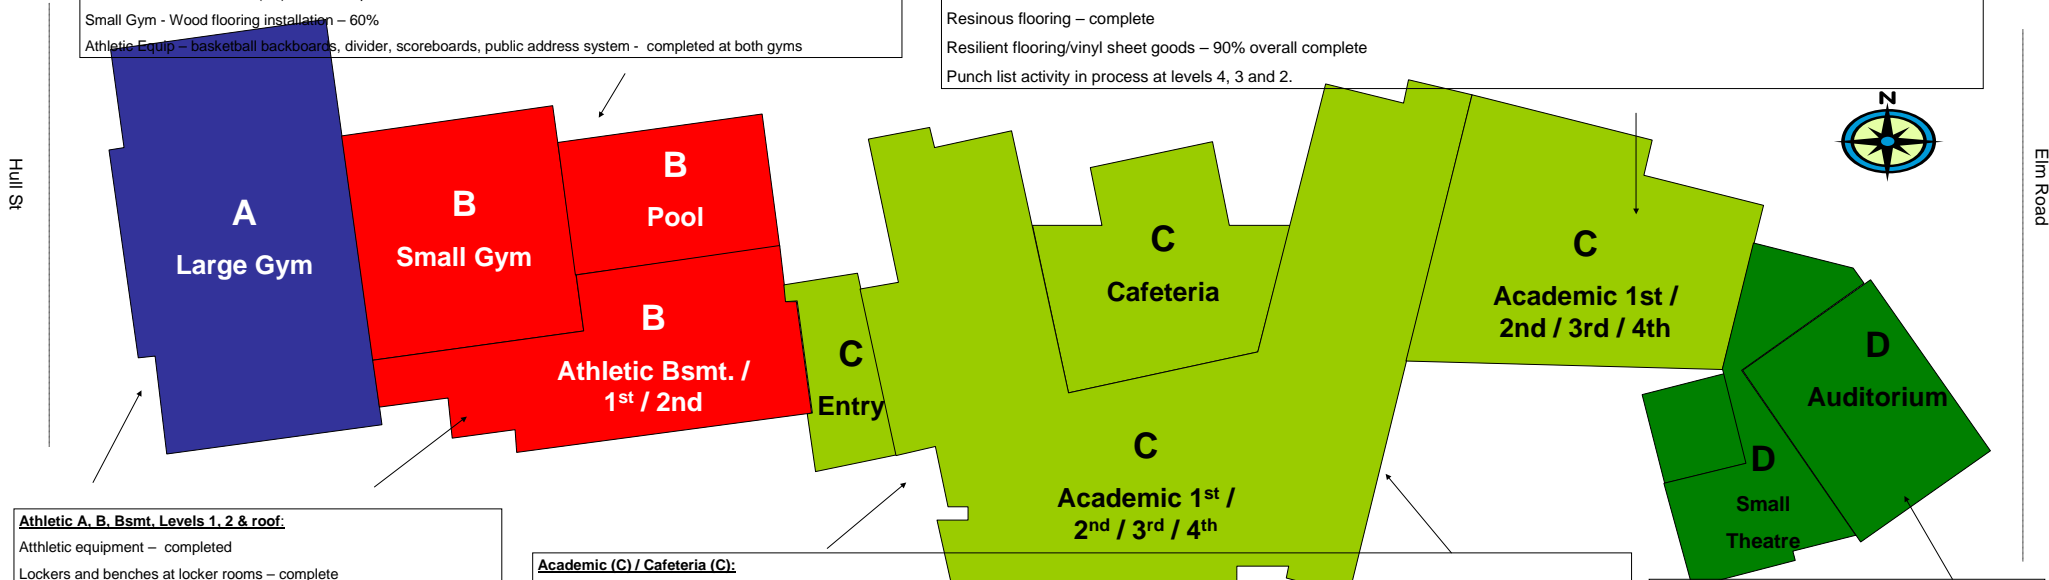 Small Gym - Wood flooring installation – 60%
Athletic Equip – basketball backboards, divider, scoreboards, public address system -  completed at both gyms
Resinous flooring – complete
Resilient flooring/vinyl sheet goods – 90% overall complete
Punch list activity in process at levels 4, 3 and 2.
N
Hull St
Elm Road
A
Large Gym
B
Small Gym
B
Pool
B
Athletic Bsmt. /
1st / 2nd
C
Entry
C
Cafeteria
C
Academic 1st /
2nd / 3rd / 4th
C
Academic 1st /
2nd / 3rd / 4th
D
Auditorium
D
Small
Theatre
Athletic A, B, Bsmt, Levels 1, 2 & roof:
Atthletic equipment –  completed
Lockers and benches at locker rooms – complete
Academic (C) / Cafeteria (C):